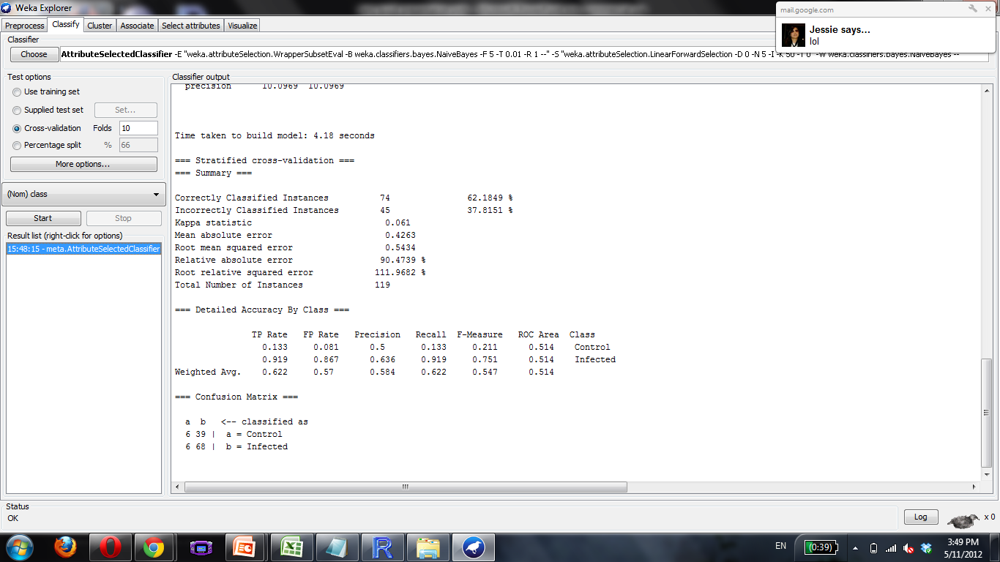 Weka Explorer
Preprocess Classify Cluster Associate Select attributes Visualize
mail.google.com
Jessie says...
lol
Classifier
Choose AttributeSelectedClassifier -E "weka.attributeSelection.WrapperSubsetEval -B weka.classifiers.bayes.NaiveBayes -F 5 -T 0.01 -R 1 --" -S "weka.attributeSelection.LinearForwardSelection -D 0 -N 5 -I -K 50 -T 0" -W weka.classifiers.bayes.NaiveBayes --
Test options
Use training set
Supplied test set Set...
Cross-validation Folds 10
Percentage split % 66
More options...
(Nom) class
Start Stop
Result list (right-click for options)
15:48:15 - meta.AttributeSelectedClassifier
Classifier output
precision 10.0969 10.0969
Time taken to build model: 4.18 seconds
=== Stratified cross-validation ===
=== Summary ===
Correctly Classified Instances 74 62.1849 %
Incorrectly Classified Instances 45 37.8151 %
Kappa statistic 0.061
Mean absolute error 0.4263
Root mean squared error 0.5434
Relative absolute error 90.4739 %
Root relative squared error 111.9682 %
Total Number of Instances 119
=== Detailed Accuracy By Class ===
TP Rate FP Rate Precision Recall F-Measure ROC Area Class
0.133 0.081 0.5 0.133 0.211 0.514 Control
0.919 0.867 0.636 0.919 0.751 0.514 Infected
Weighted Avg. 0.622 0.57 0.584 0.622 0.547 0.514
=== Confusion Matrix ===
a b <-- classified as
6 39 | a = Control
6 68 | b = Infected
Status
OK
Log x 0
EN (0:39) 3:49 PM
5/11/2012